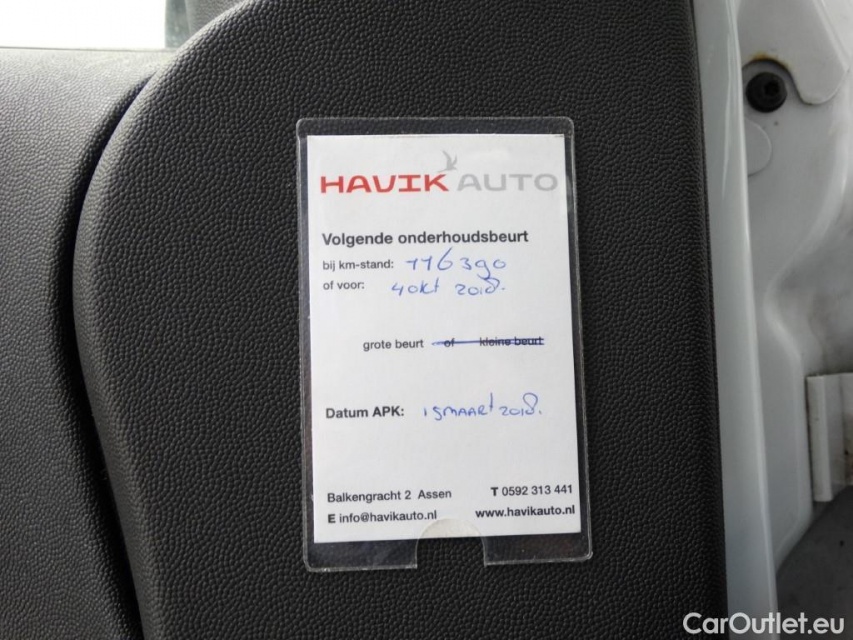 HAVIK AUTO
Volgende onderhoudsbeurt
bij km-stand: 116390
of voor: 4 okt 2018.
grote beurt of kleine beurt
Datum APK: 15 MAART 2018.
Balkengracht 2 Assen T 0592 313 441
E info@havikauto.nl www.havikauto.nl
CarOutlet.eu